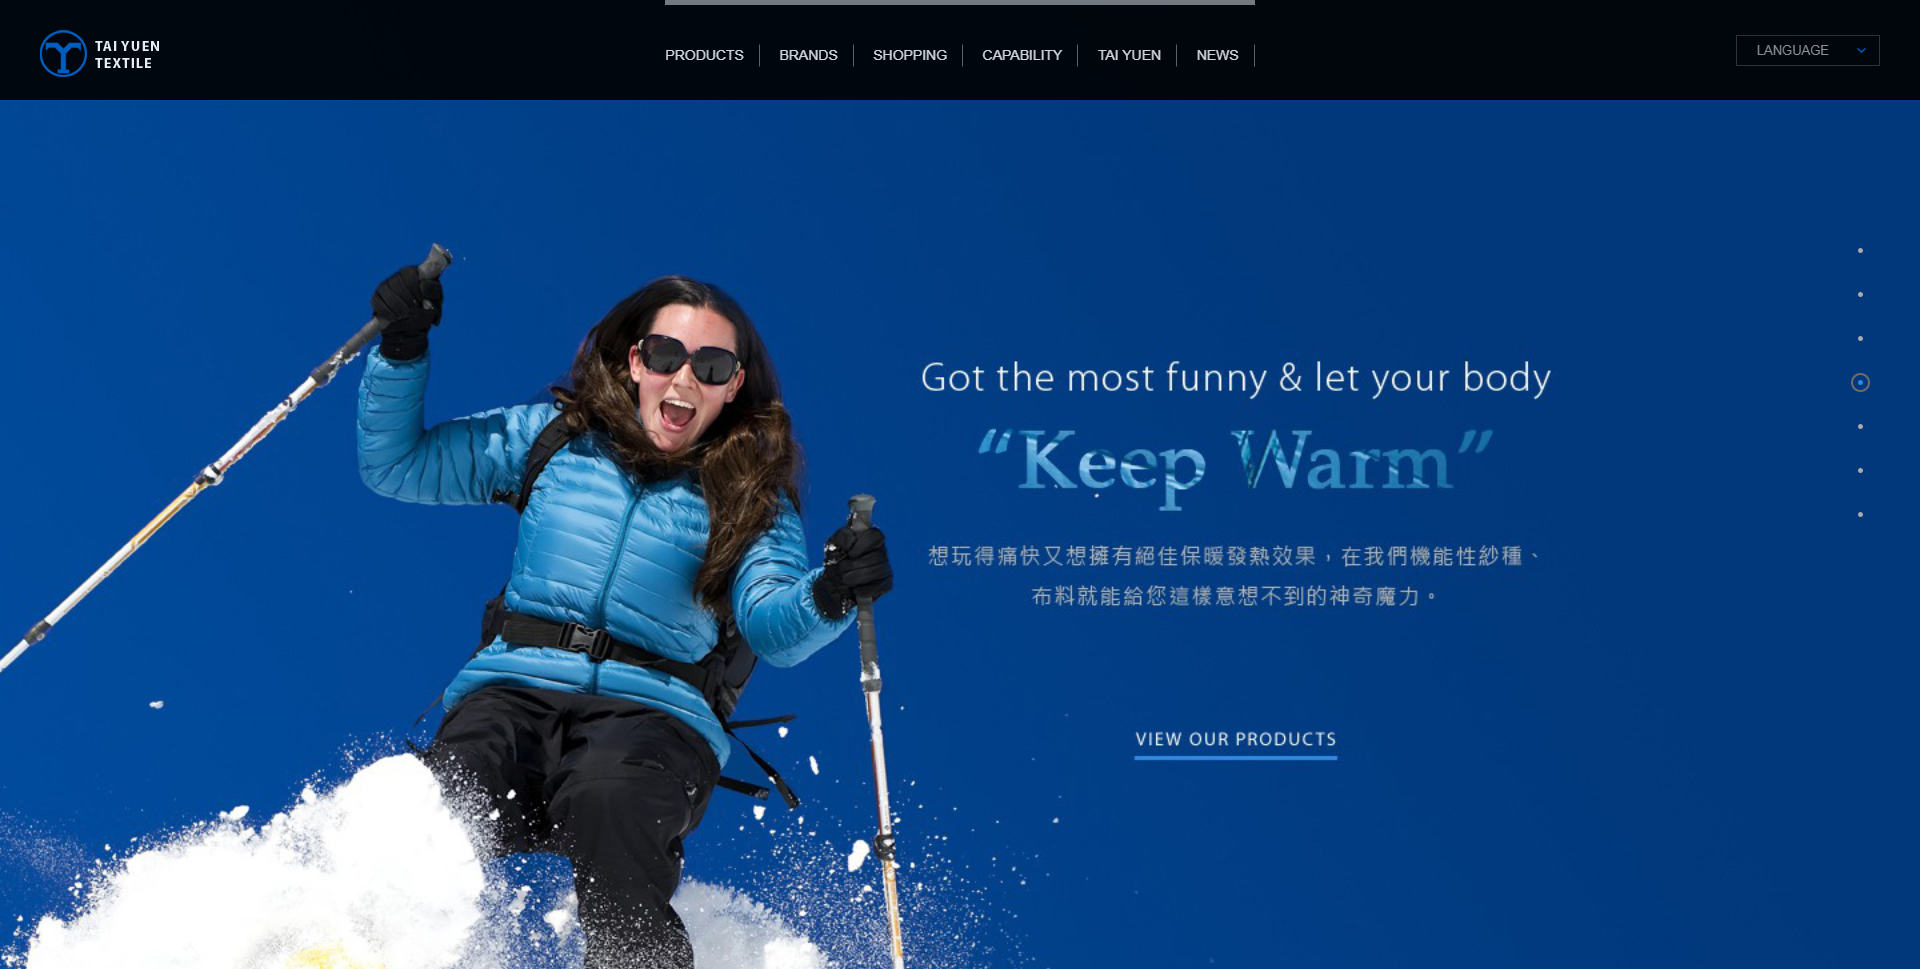 TAI YUEN
TEXTILE
PRODUCTS
BRANDS
SHOPPING
CAPABILITY
TAI YUEN
NEWS
LANGUAGE
Got the most funny & let your body
“Keep Warm”
想玩得痛快又想擁有絕佳保暖發熱效果，在我們機能性紗種、
布料就能給您這樣意想不到的神奇魔力。
VIEW OUR PRODUCTS